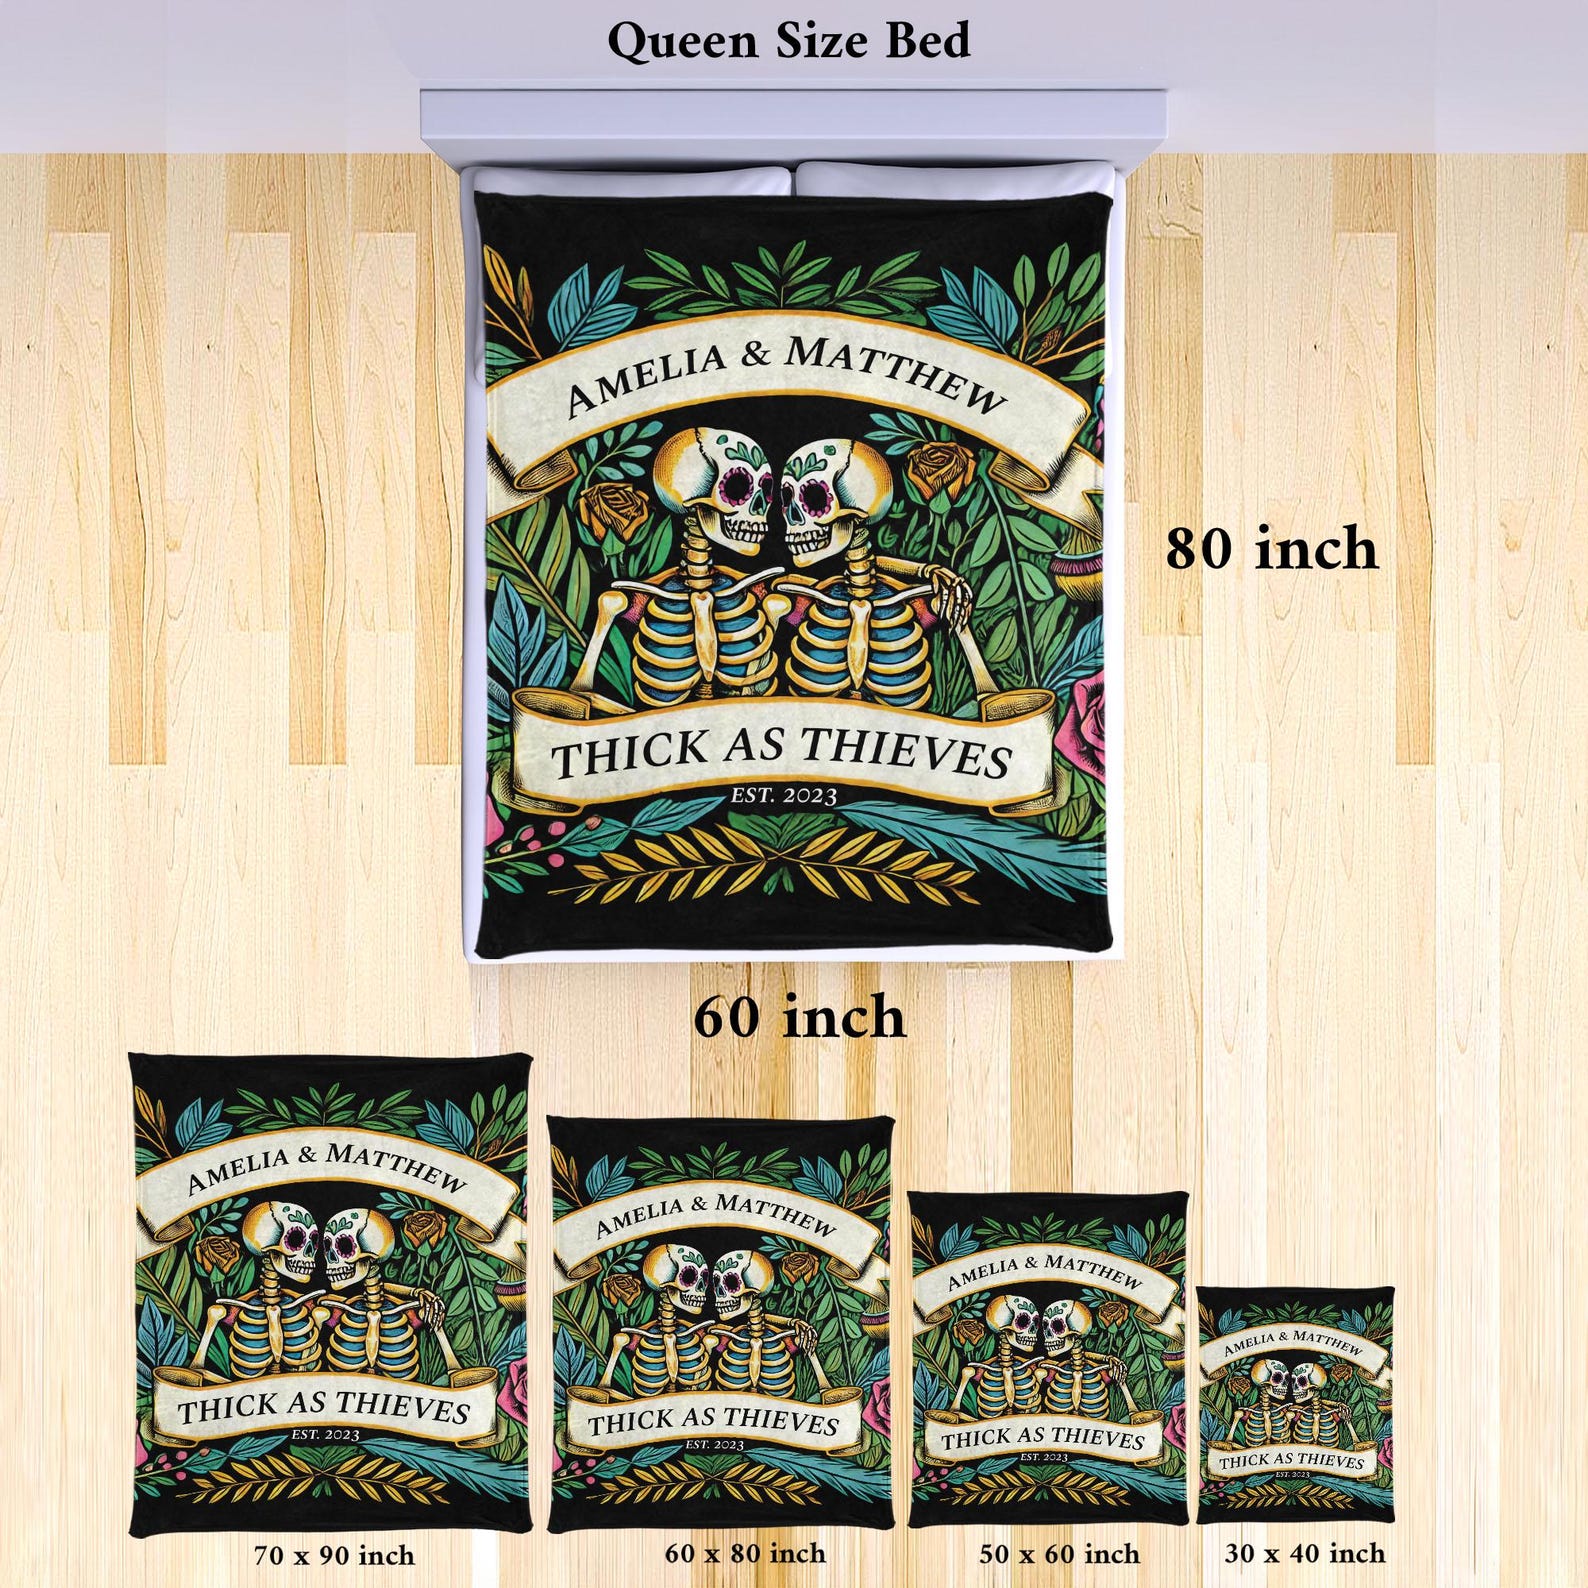 Queen Size Bed
AMELIA & MATTHEW
THICK AS THIEVES
EST. 2023
80 inch
60 inch
AMELIA & MATTHEW
THICK AS THIEVES
EST. 2023
70 x 90 inch
AMELIA & MATTHEW
THICK AS THIEVES
EST. 2023
60 x 80 inch
AMELIA & MATTHEW
THICK AS THIEVES
EST. 2023
50 x 60 inch
AMELIA & MATTHEW
THICK AS THIEVES
EST. 2023
30 x 40 inch